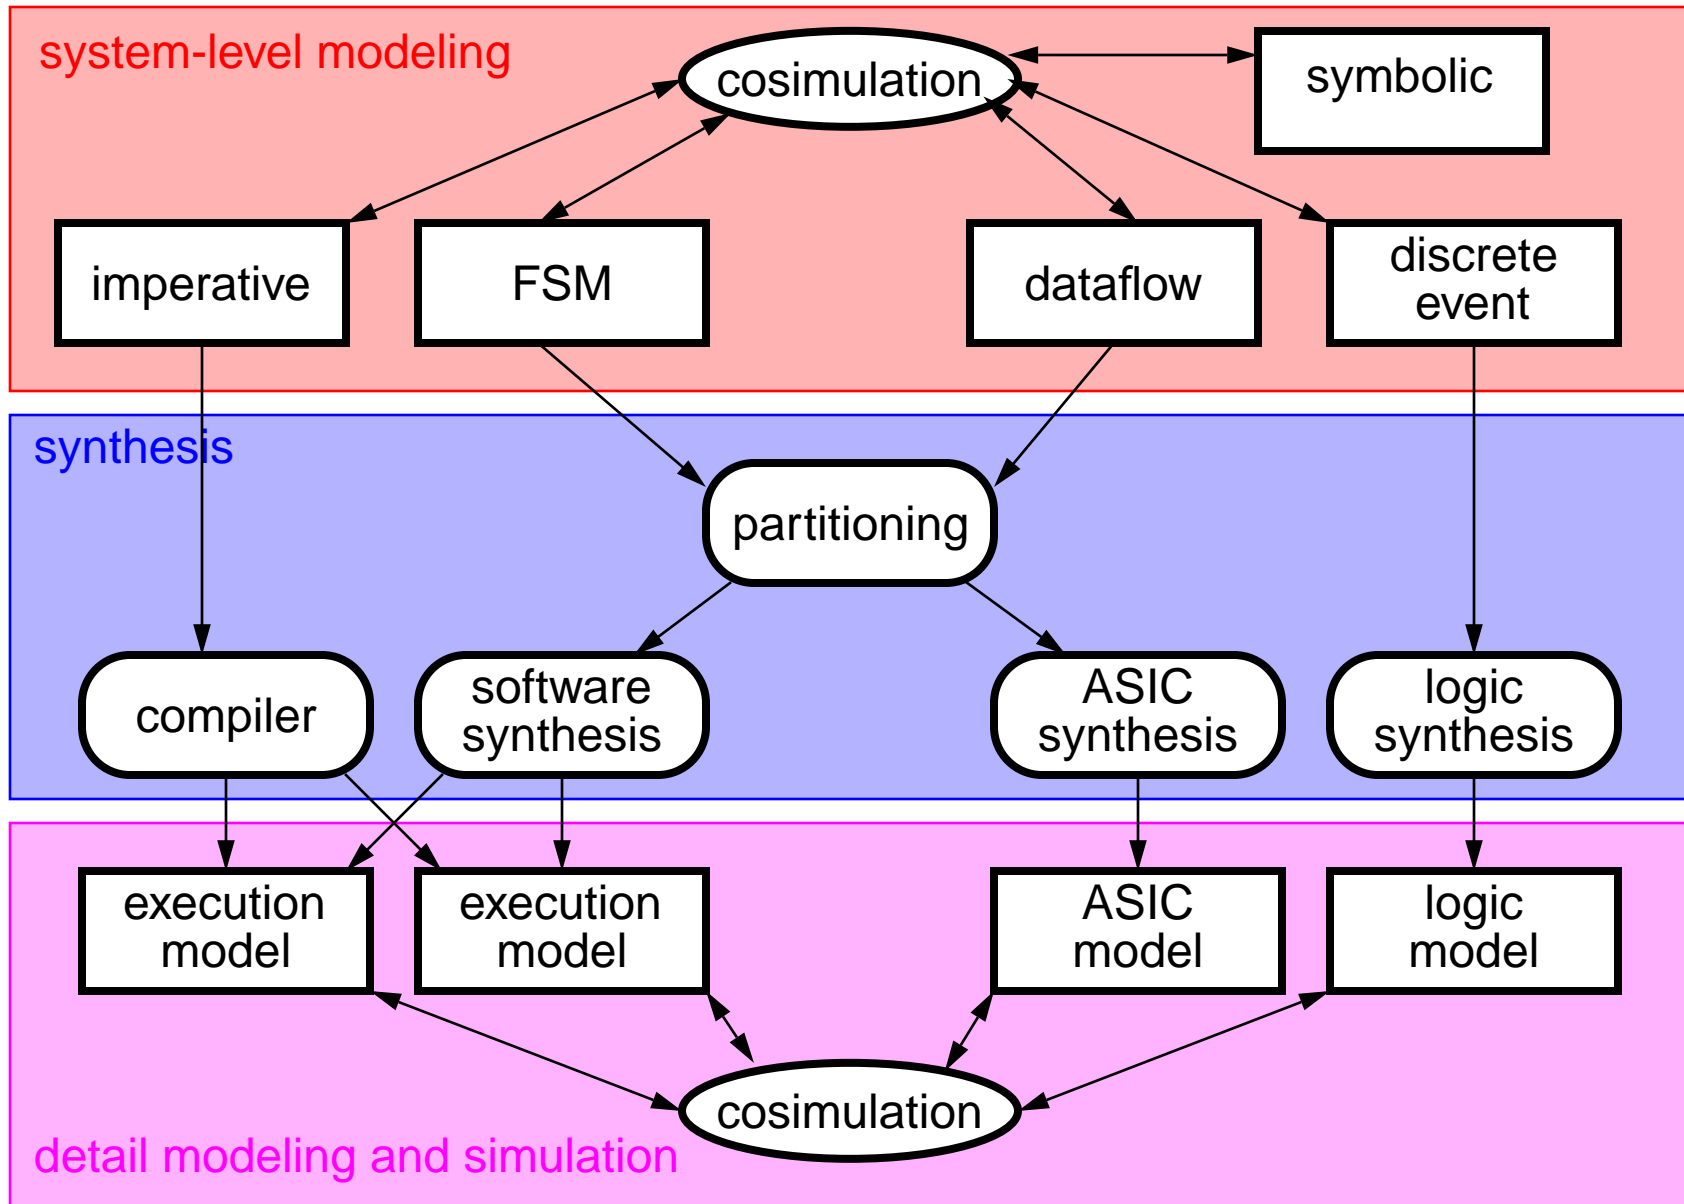 system-level modeling
cosimulation
symbolic
imperative
FSM
dataflow
discrete
event
synthesis
partitioning
compiler
software
synthesis
ASIC
synthesis
logic
synthesis
execution
model
execution
model
ASIC
model
logic
model
cosimulation
detail modeling and simulation